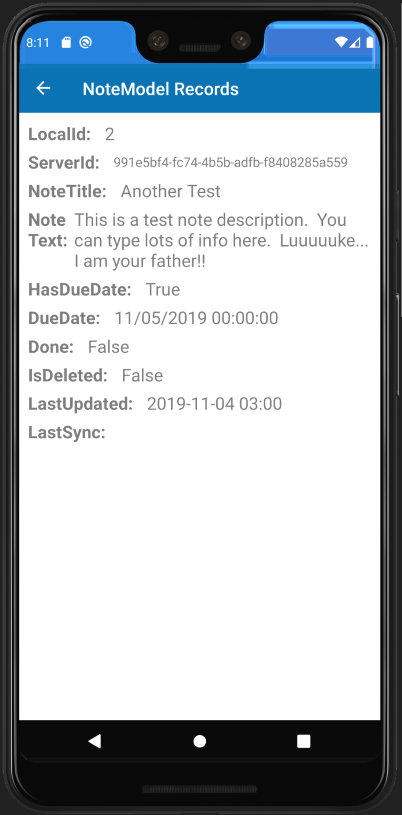 8:11
NoteModel Records
LocalId: 2
ServerId: 991e5bf4-fc74-4b5b-adfb-f8408285a559
NoteTitle: Another Test
Note This is a test note description. You
Text: can type lots of info here. Luuuuuke...
I am your father!!
HasDueDate: True
DueDate: 11/05/2019 00:00:00
Done: False
IsDeleted: False
LastUpdated: 2019-11-04 03:00
LastSync: